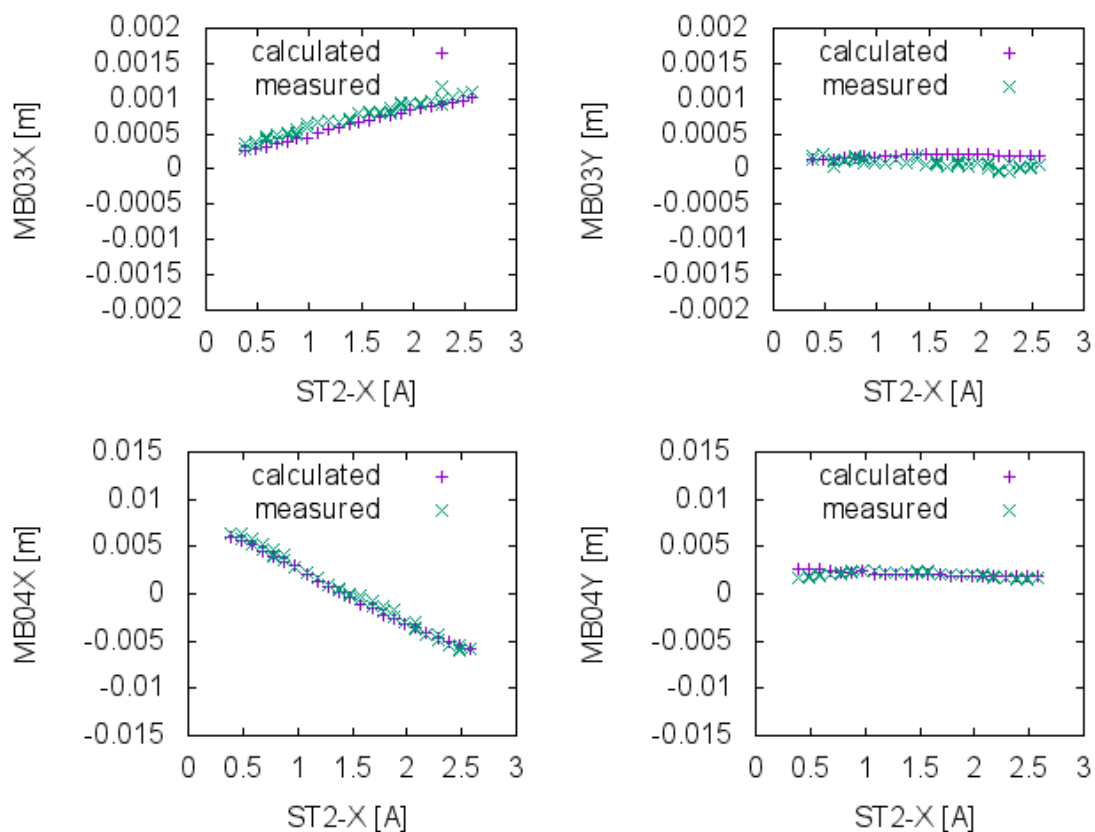 MB03X [m]
0.002
0.0015
0.001
0.0005
0
-0.0005
-0.001
-0.0015
-0.002
calculated
measured
0 0.5 1 1.5 2 2.5 3
ST2-X [A]
MB03Y [m]
0.002
0.0015
0.001
0.0005
0
-0.0005
-0.001
-0.0015
-0.002
calculated
measured
0 0.5 1 1.5 2 2.5 3
ST2-X [A]
MB04X [m]
0.015
0.01
0.005
0
-0.005
-0.01
-0.015
calculated
measured
0 0.5 1 1.5 2 2.5 3
ST2-X [A]
MB04Y [m]
0.015
0.01
0.005
0
-0.005
-0.01
-0.015
calculated
measured
0 0.5 1 1.5 2 2.5 3
ST2-X [A]